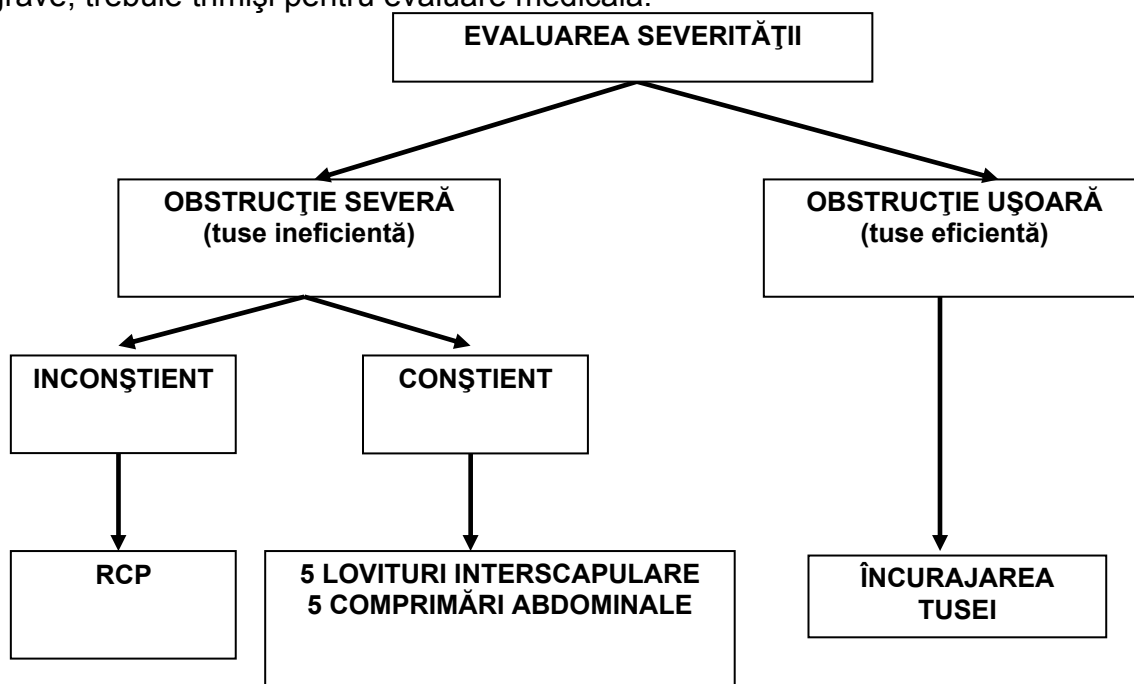 grave, trebuie trimişi pentru evaluare medicală.
EVALUAREA SEVERITĂŢII
OBSTRUCŢIE SEVERĂ
(tuse ineficientă)
OBSTRUCŢIE UŞOARĂ
(tuse eficientă)
INCONŞTIENT
CONŞTIENT
RCP
5 LOVITURI INTERSCAPULARE
5 COMPRIMĂRI ABDOMINALE
ÎNCURAJAREA
TUSEI